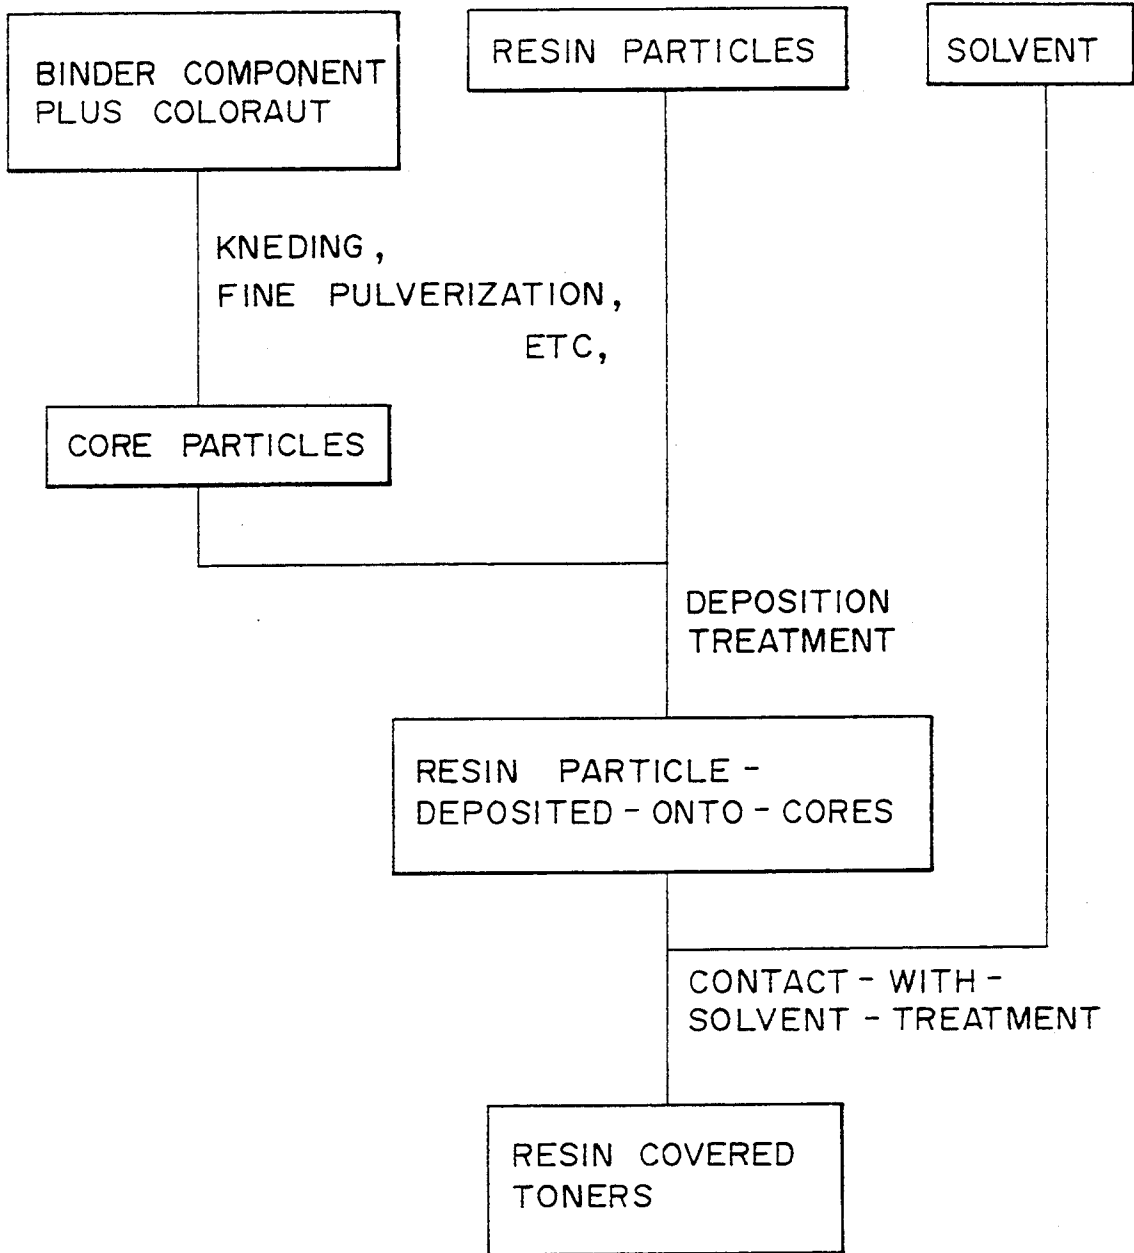 BINDER COMPONENT
PLUS COLORAUT
RESIN PARTICLES
SOLVENT
KNEDING,
FINE PULVERIZATION,
ETC,
CORE PARTICLES
DEPOSITION
TREATMENT
RESIN PARTICLE-
DEPOSITED-ONTO-CORES
CONTACT-WITH-
SOLVENT-TREATMENT
RESIN COVERED
TONERS